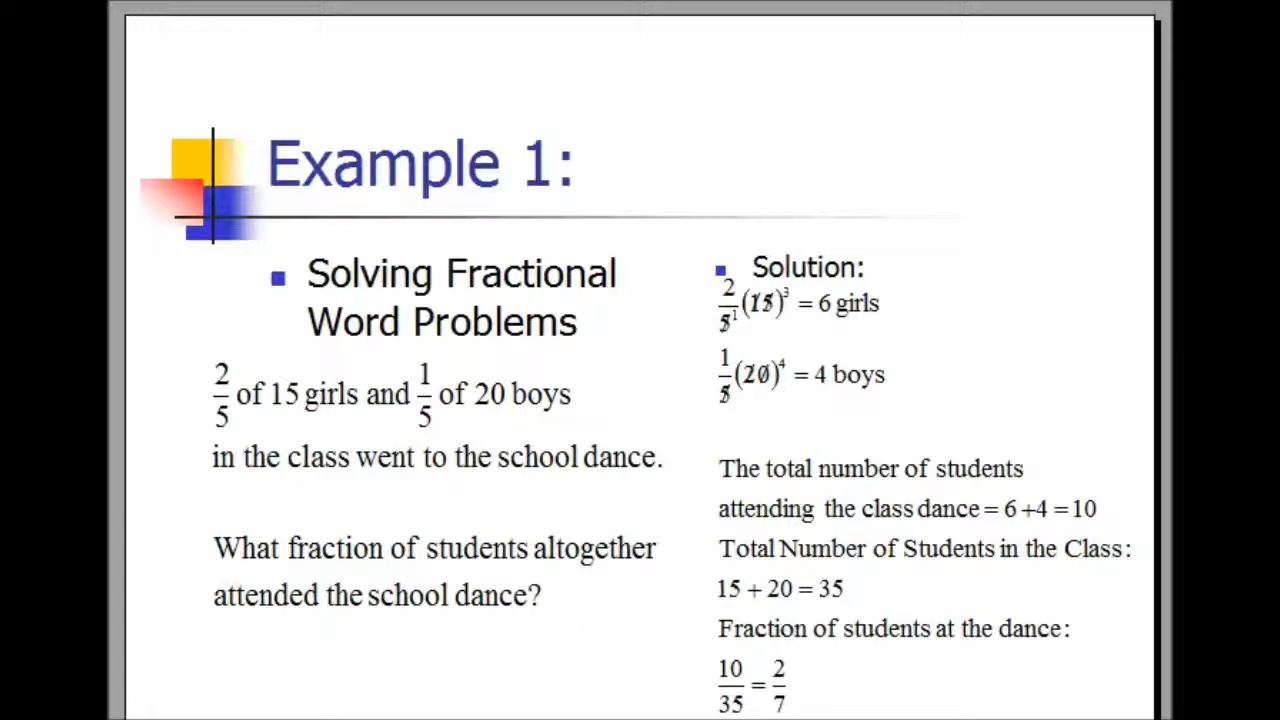 Example 1:
Solving Fractional
Word Problems
2/5 of 15 girls and 1/5 of 20 boys
in the class went to the school dance.
What fraction of students altogether
attended the school dance?
Solution:
2/5¹(15)³ = 6 girls
1/5(20)⁴ = 4 boys
The total number of students
attending the class dance = 6+4 = 10
Total Number of Students in the Class:
15 + 20 = 35
Fraction of students at the dance:
10/35 = 2/7